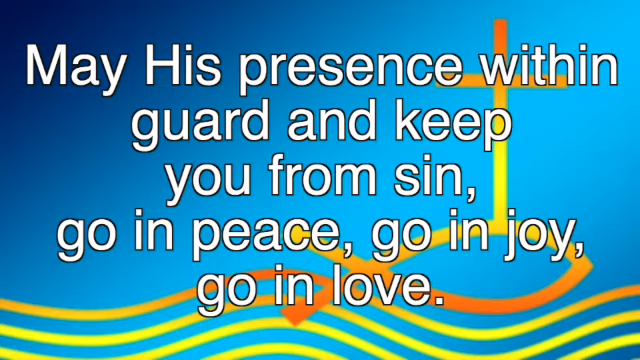 May His presence within
guard and keep
you from sin,
go in peace, go in joy,
go in love.